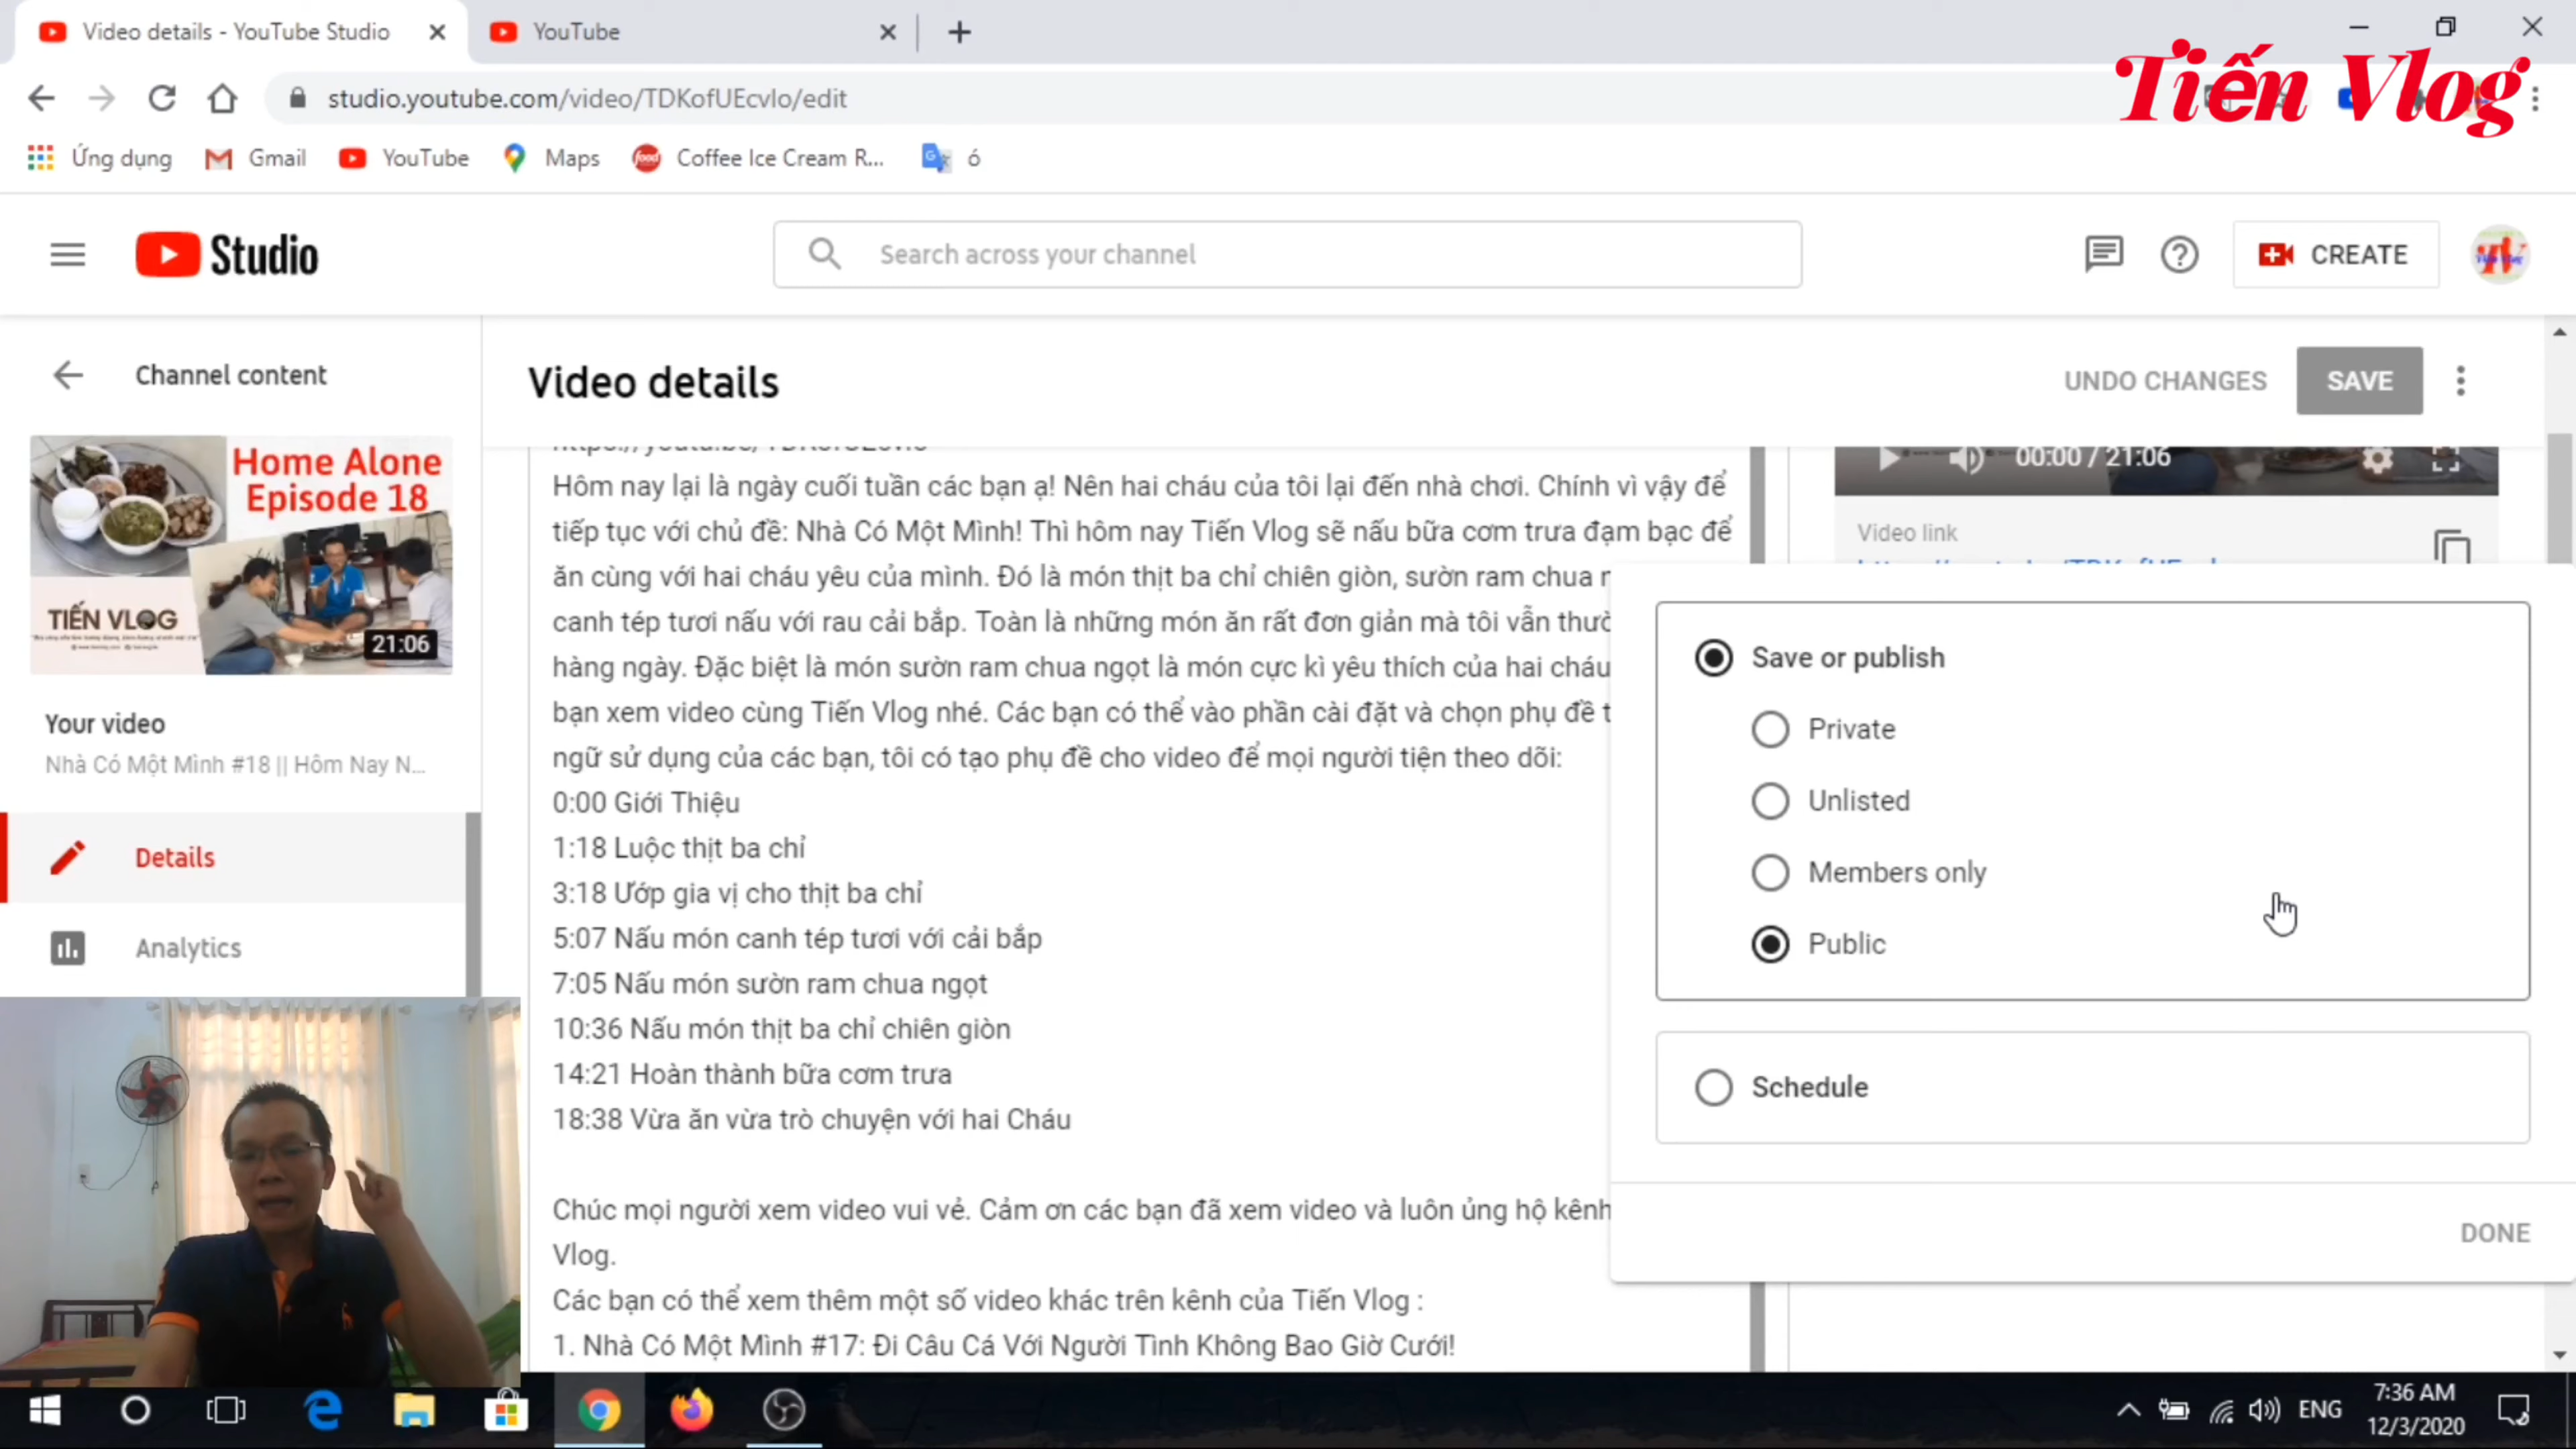 Video details - YouTube Studio
YouTube
Tiến Vlog
studio.youtube.com/video/TDKofUEcvlo/edit
Ứng dụng
Gmail
YouTube
Maps
Coffee Ice Cream R...
ó
Studio
Search across your channel
CREATE
Channel content
Video details
UNDO CHANGES
SAVE
Home Alone
Episode 18
TIẾN VLOG
21:06
Your video
Nhà Có Một Mình #18 || Hôm Nay N...
Details
Analytics
Hôm nay lại là ngày cuối tuần các bạn ạ! Nên hai cháu của tôi lại đến nhà chơi. Chính vì vậy để
tiếp tục với chủ đề: Nhà Có Một Mình! Thì hôm nay Tiến Vlog sẽ nấu bữa cơm trưa đạm bạc để
ăn cùng với hai cháu yêu của mình. Đó là món thịt ba chỉ chiên giòn, sườn ram chua
canh tép tươi nấu với rau cải bắp. Toàn là những món ăn rất đơn giản mà tôi vẫn
hàng ngày. Đặc biệt là món sườn ram chua ngọt là món cực kì yêu thích của hai cháu
bạn xem video cùng Tiến Vlog nhé. Các bạn có thể vào phần cài đặt và chọn phụ đề
ngữ sử dụng của các bạn, tôi có tạo phụ đề cho video để mọi người tiện theo dõi:
0:00 Giới Thiệu
1:18 Luộc thịt ba chỉ
3:18 Ướp gia vị cho thịt ba chỉ
5:07 Nấu món canh tép tươi với cải bắp
7:05 Nấu món sườn ram chua ngọt
10:36 Nấu món thịt ba chỉ chiên giòn
14:21 Hoàn thành bữa cơm trưa
18:38 Vừa ăn vừa trò chuyện với hai Cháu
Chúc mọi người xem video vui vẻ. Cảm ơn các bạn đã xem video và luôn ủng hộ kênh
Vlog.
Các bạn có thể xem thêm một số video khác trên kênh của Tiến Vlog :
1. Nhà Có Một Mình #17: Đi Câu Cá Với Người Tình Không Bao Giờ Cưới!
00:00 / 21:06
Video link
Save or publish
Private
Unlisted
Members only
Public
Schedule
DONE
ENG
7:36 AM
12/3/2020